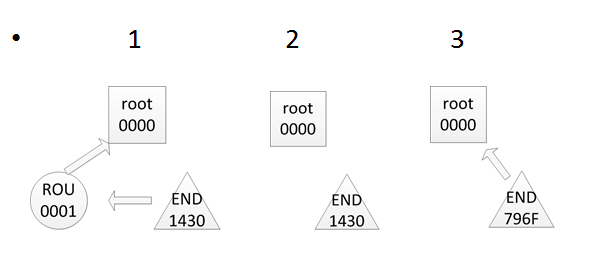 • 1 2 3
root
0000
root
0000
root
0000
ROU
0001
END
1430
END
1430
END
796F